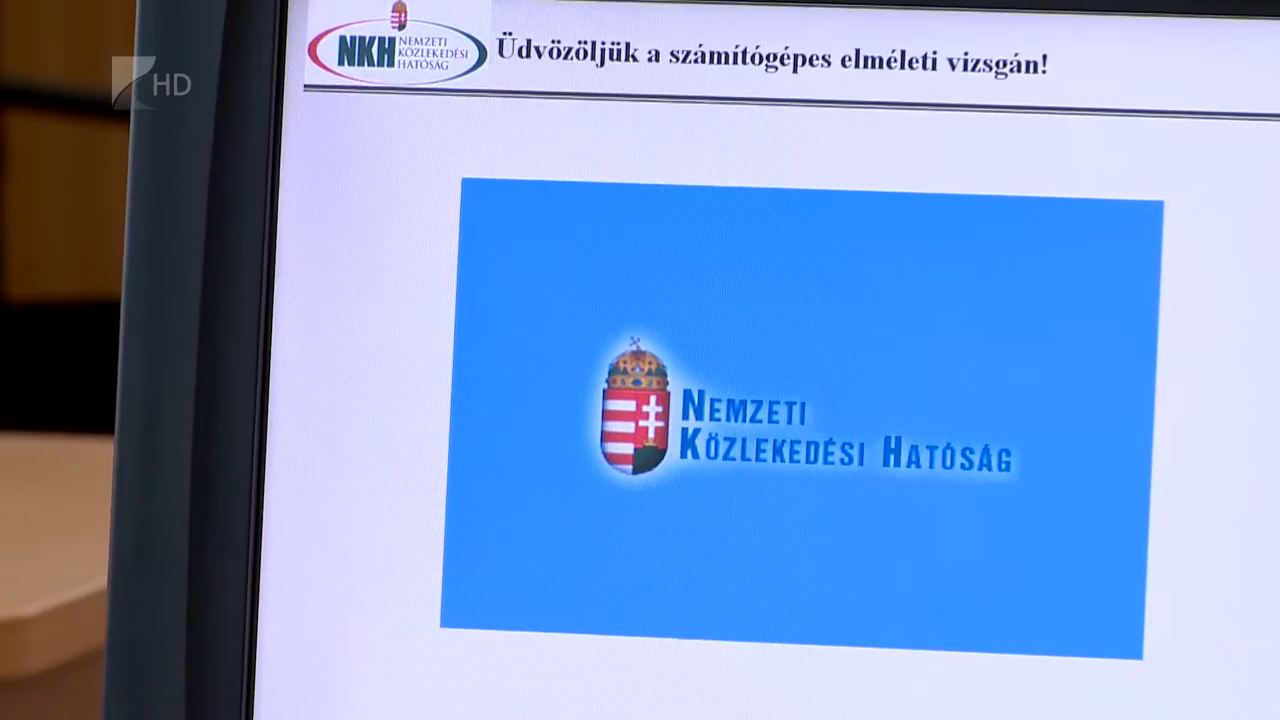 HD
NKH
NEMZETI
KÖZLEKEDÉSI
HATÓSÁG
Üdvözöljük a számítógépes elméleti vizsgán!
NEMZETI
KÖZLEKEDÉSI HATÓSÁG